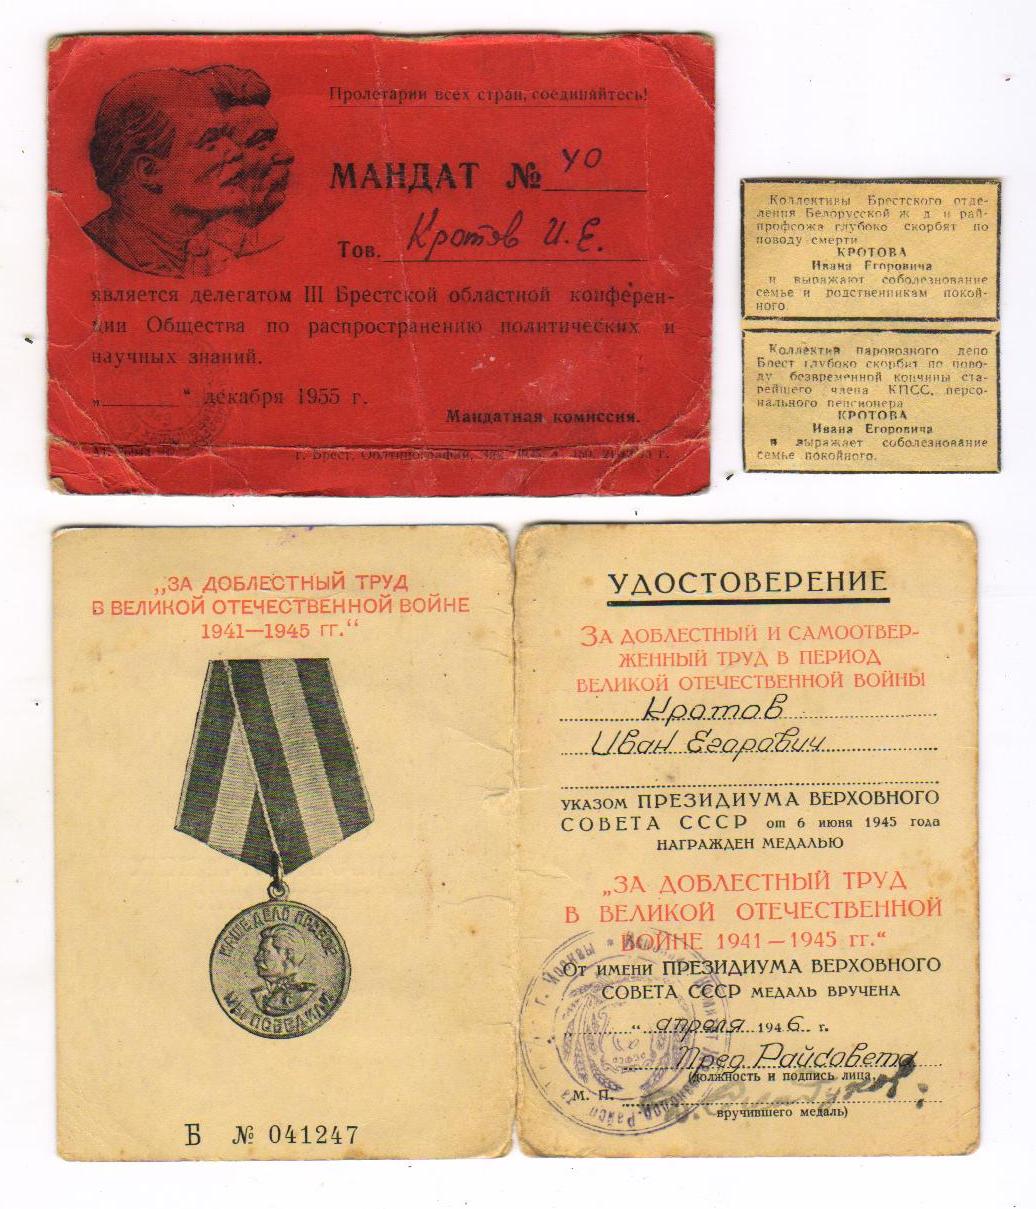 Пролетарии всех стран, соединяйтесь!
МАНДАТ № 40
Тов. Кротов И. Е.
является делегатом III Брестской областной конферен-
ции Общества по распространению политических и
научных знаний.
„ “ декабря 1955 г.
Мандатная комиссия.
г. Брест, Облтипография,
Коллективы Брестского отде-
ления Белорусской ж д и рай-
профсожа глубоко скорбят по
поводу смерти
КРОТОВА
Ивана Егоровича
и выражают соболезнование
семье и родственникам покой-
ного.
Коллектив паровозного депо
Брест глубоко скорбит по пово-
ду безвременной кончины ста-
рейшего члена КПСС, персо-
нального пенсионера
КРОТОВА
Ивана Егоровича
и выражает соболезнование
семье покойного.
„ЗА ДОБЛЕСТНЫЙ ТРУД
В ВЕЛИКОЙ ОТЕЧЕСТВЕННОЙ ВОЙНЕ
1941—1945 гг.“
НАШЕ ДЕЛО ПРАВОЕ
МЫ ПОБЕДИЛИ
Б № 041247
УДОСТОВЕРЕНИЕ
ЗА ДОБЛЕСТНЫЙ И САМООТВЕР-
ЖЕННЫЙ ТРУД В ПЕРИОД
ВЕЛИКОЙ ОТЕЧЕСТВЕННОЙ ВОЙНЫ
Кротов
Иван Егорович
УКАЗОМ ПРЕЗИДИУМА ВЕРХОВНОГО
СОВЕТА СССР от 6 июня 1945 года
НАГРАЖДЕН МЕДАЛЬЮ
„ЗА ДОБЛЕСТНЫЙ ТРУД
В ВЕЛИКОЙ ОТЕЧЕСТВЕННОЙ
ВОЙНЕ 1941—1945 гг.“
От имени ПРЕЗИДИУМА ВЕРХОВНОГО
СОВЕТА СССР МЕДАЛЬ ВРУЧЕНА
„ “ апреля 1946 г.
Пред. Райсовета
(должность и подпись лица,
М. П.
вручившего медаль)
г. Москвы